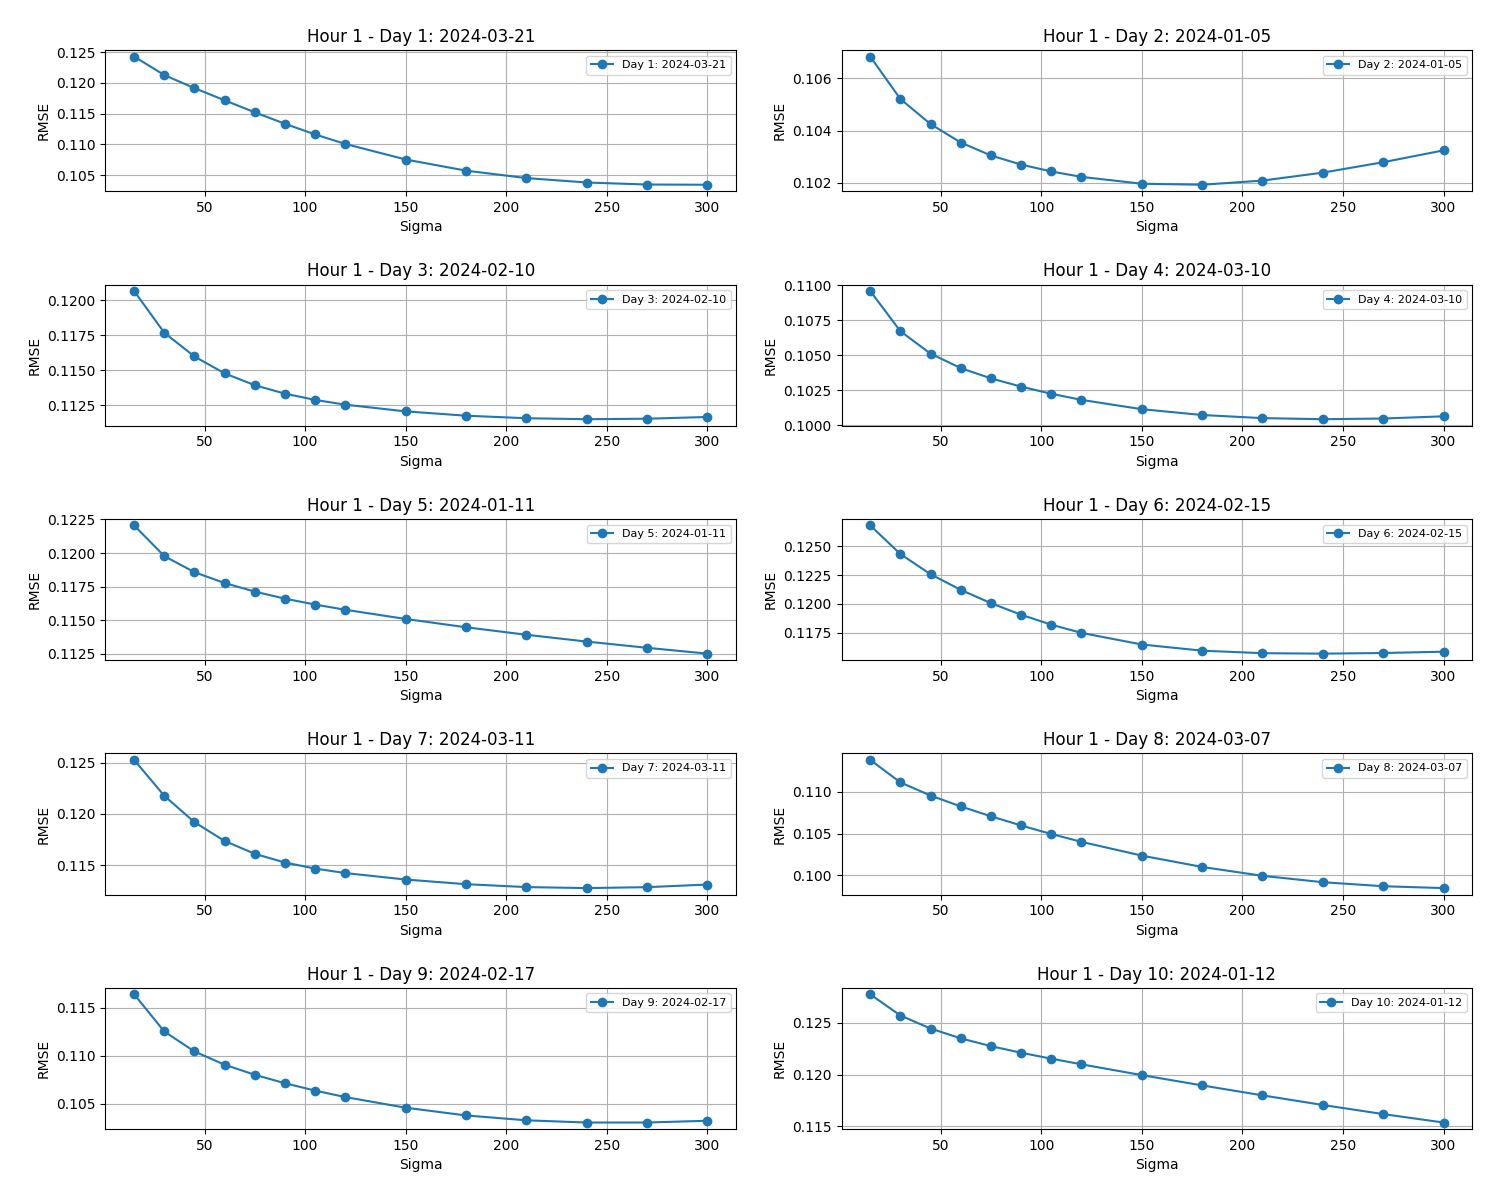 Hour 1 - Day 1: 2024-03-21
Day 1: 2024-03-21
RMSE
0.125
0.120
0.115
0.110
0.105
50 100 150 200 250 300
Sigma
Hour 1 - Day 2: 2024-01-05
Day 2: 2024-01-05
RMSE
0.106
0.104
0.102
50 100 150 200 250 300
Sigma
Hour 1 - Day 3: 2024-02-10
Day 3: 2024-02-10
RMSE
0.1200
0.1175
0.1150
0.1125
50 100 150 200 250 300
Sigma
Hour 1 - Day 4: 2024-03-10
Day 4: 2024-03-10
RMSE
0.1100
0.1075
0.1050
0.1025
0.1000
50 100 150 200 250 300
Sigma
Hour 1 - Day 5: 2024-01-11
Day 5: 2024-01-11
RMSE
0.1225
0.1200
0.1175
0.1150
0.1125
50 100 150 200 250 300
Sigma
Hour 1 - Day 6: 2024-02-15
Day 6: 2024-02-15
RMSE
0.1250
0.1225
0.1200
0.1175
50 100 150 200 250 300
Sigma
Hour 1 - Day 7: 2024-03-11
Day 7: 2024-03-11
RMSE
0.125
0.120
0.115
50 100 150 200 250 300
Sigma
Hour 1 - Day 8: 2024-03-07
Day 8: 2024-03-07
RMSE
0.110
0.105
0.100
50 100 150 200 250 300
Sigma
Hour 1 - Day 9: 2024-02-17
Day 9: 2024-02-17
RMSE
0.115
0.110
0.105
50 100 150 200 250 300
Sigma
Hour 1 - Day 10: 2024-01-12
Day 10: 2024-01-12
RMSE
0.125
0.120
0.115
50 100 150 200 250 300
Sigma